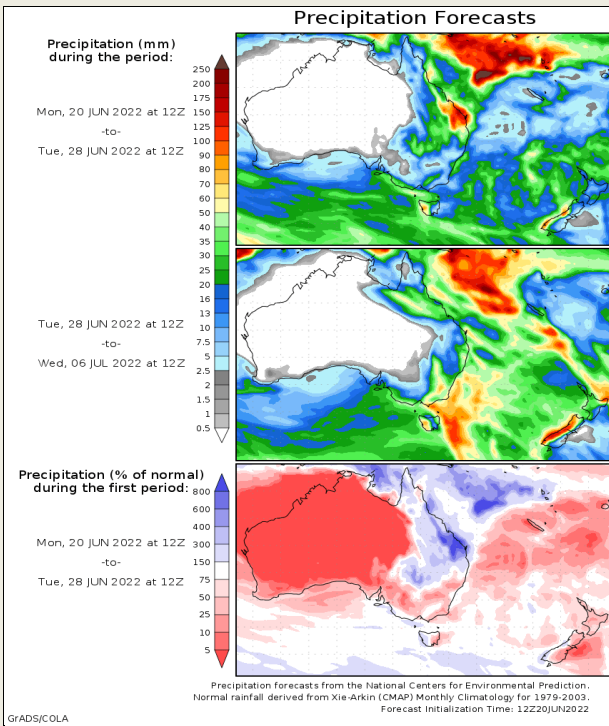 Precipitation Forecasts
Precipitation (mm)
during the period:
Mon, 20 JUN 2022 at 12Z
-to-
Tue, 28 JUN 2022 at 12Z
250
200
175
150
125
100
90
80
70
60
50
40
35
30
25
20
16
13
10
7.5
5
2.5
2
1.5
1
0.5
Tue, 28 JUN 2022 at 12Z
-to-
Wed, 06 JUL 2022 at 12Z
Precipitation (% of normal)
during the first period:
Mon, 20 JUN 2022 at 12Z
-to-
Tue, 28 JUN 2022 at 12Z
800
600
400
300
150
75
50
25
10
5
Precipitation forecasts from the National Centers for Environmental Prediction.
Normal rainfall derived from Xie-Arkin (CMAP) Monthly Climatology for 1979-2003.
Forecast Initialization Time: 12Z20JUN2022
GrADS/COLA